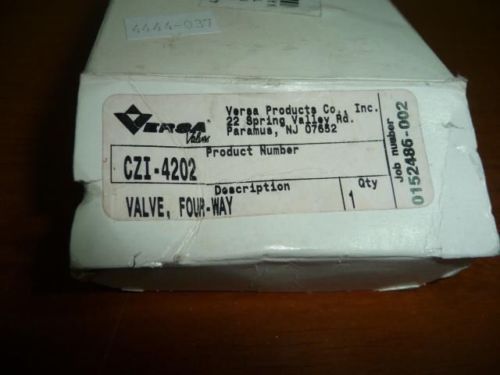 4444-037
VERSA
Valves
Versa Products Co., Inc.
22 Spring Valley Rd.
Paramus, NJ 07652
Product Number
CZI-4202
Description
Qty
VALVE, FOUR-WAY
1
Job number
0152486-002